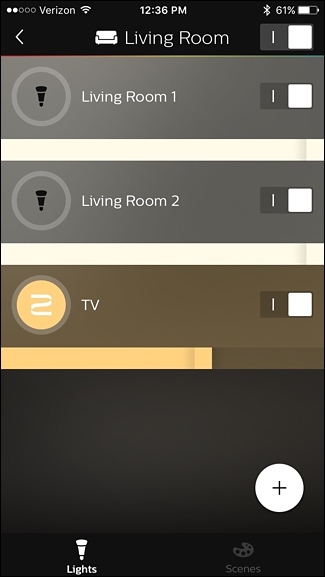 Verizon 12:36 PM 61%
Living Room
Living Room 1
Living Room 2
TV
+
Lights Scenes